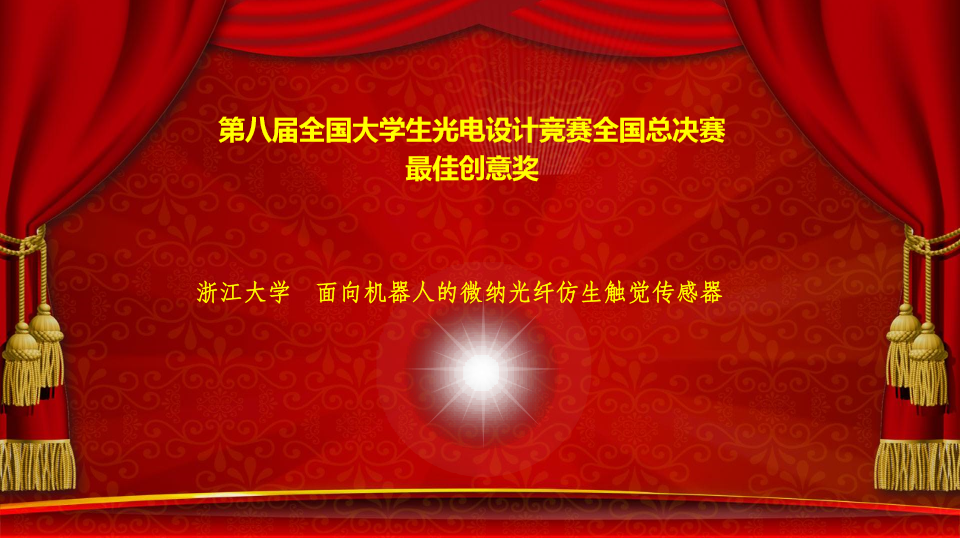 第八届全国大学生光电设计竞赛全国总决赛
最佳创意奖
浙江大学　面向机器人的微纳光纤仿生触觉传感器